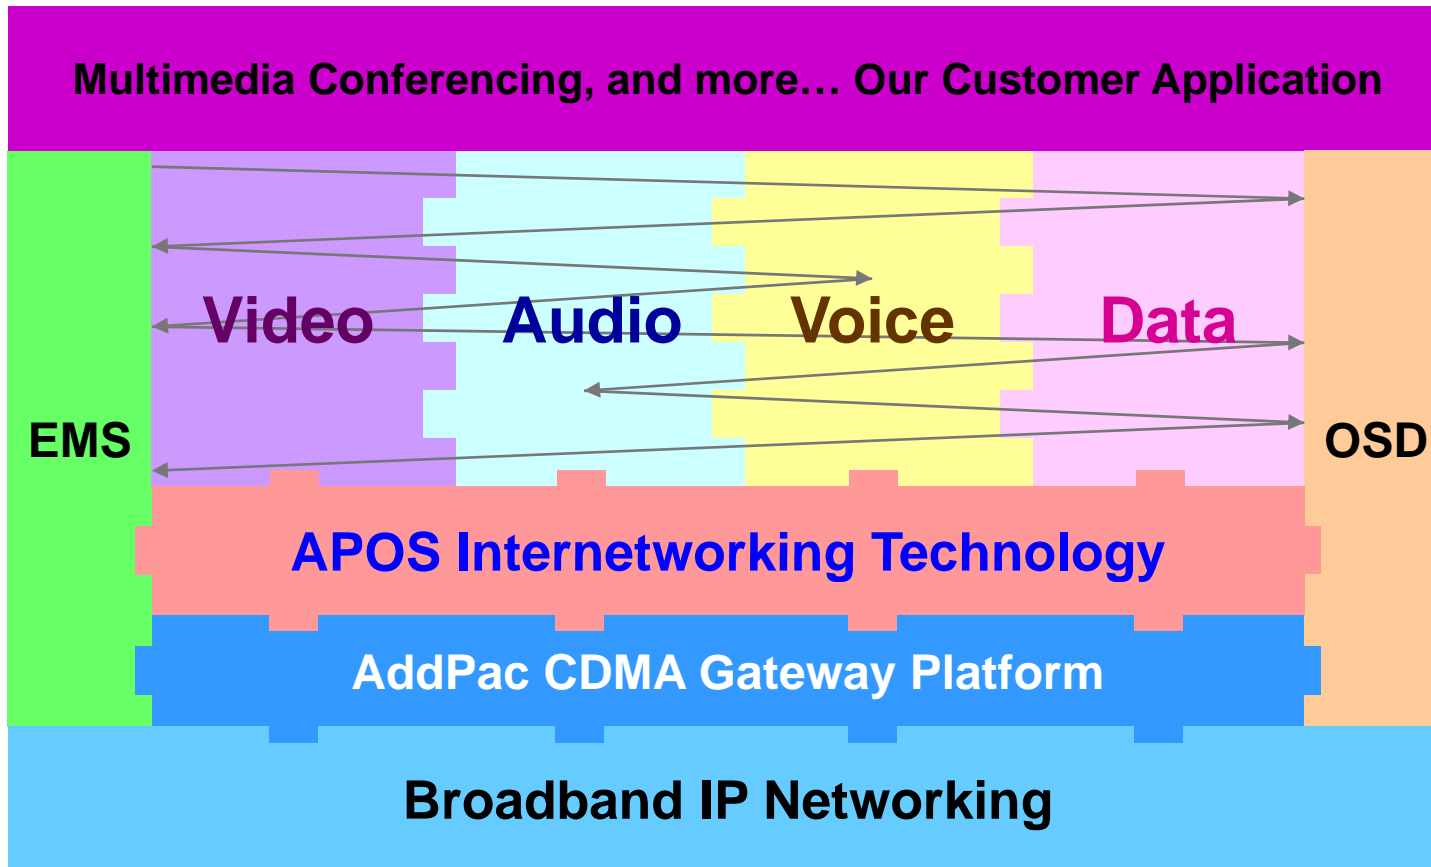 Multimedia Conferencing, and more… Our Customer Application
Video Audio Voice Data
EMS
OSD
APOS Internetworking Technology
AddPac CDMA Gateway Platform
Broadband IP Networking